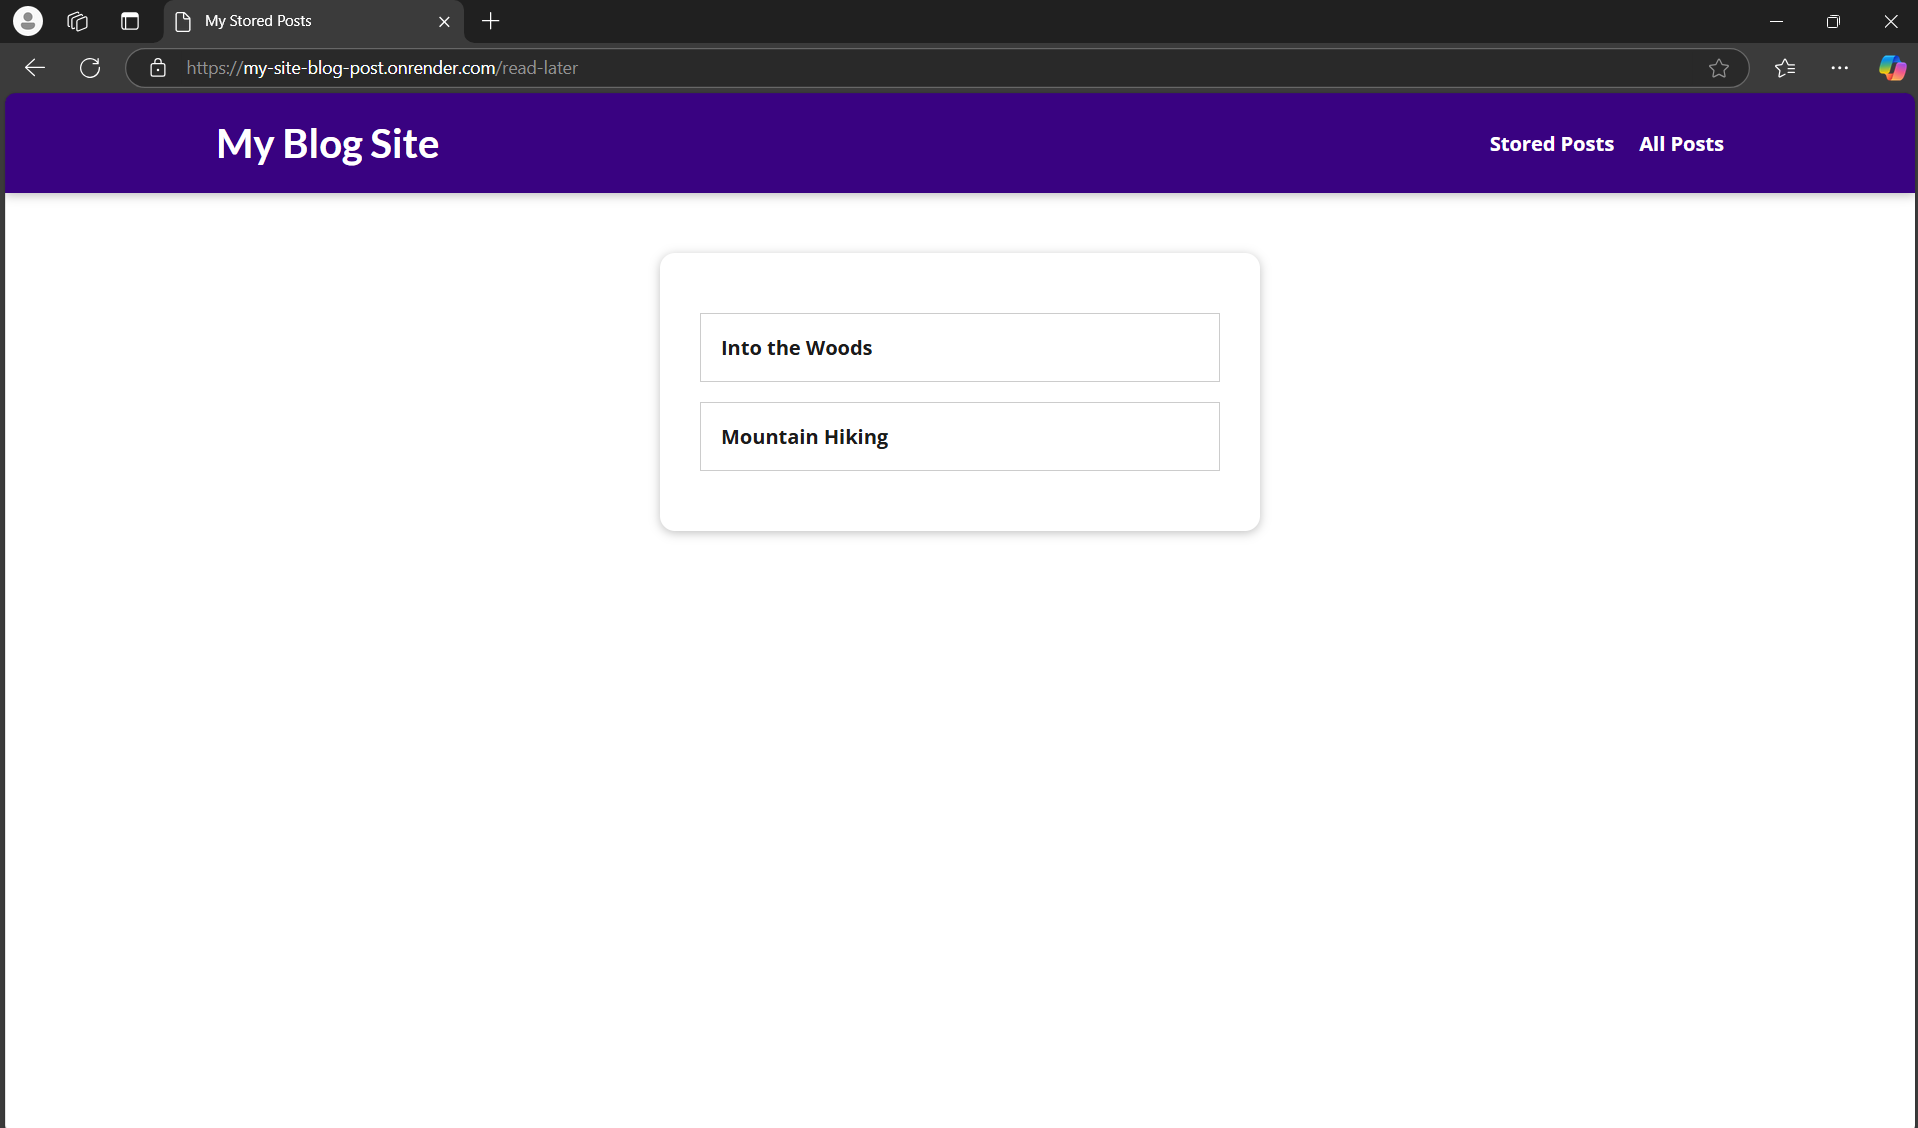 My Stored Posts
https://my-site-blog-post.onrender.com/read-later
My Blog Site
Stored Posts
All Posts
Into the Woods
Mountain Hiking